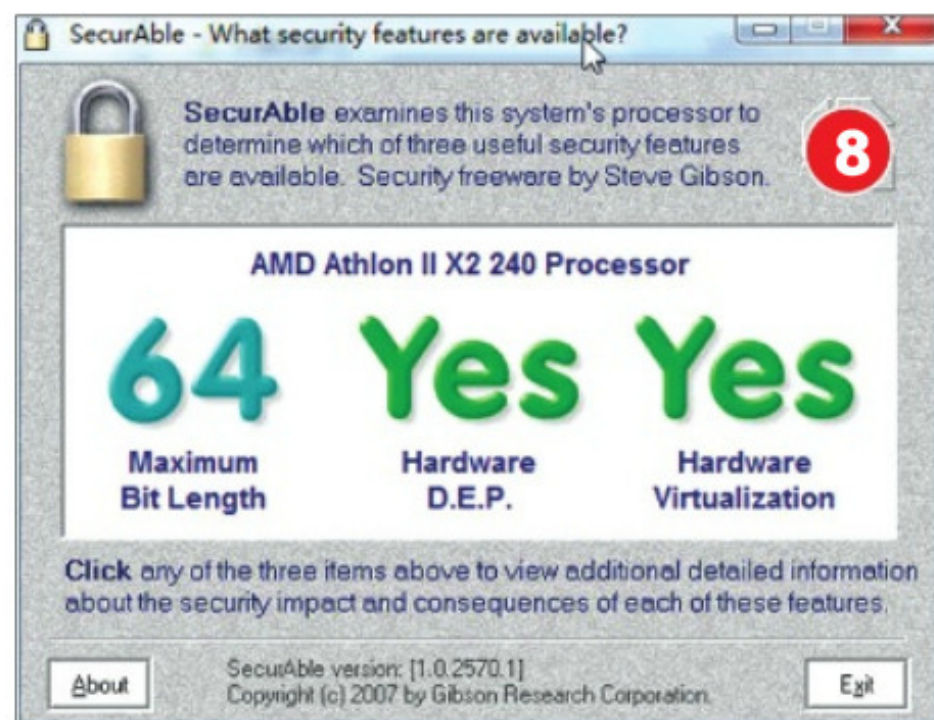 SecurAble - What security features are available?
SecurAble examines this system's processor to
determine which of three useful security features
are available. Security freeware by Steve Gibson.
8
AMD Athlon II X2 240 Processor
64
Yes
Yes
Maximum
Bit Length
Hardware
D.E.P.
Hardware
Virtualization
Click any of the three items above to view additional detailed information
about the security impact and consequences of each of these features.
About
SecurAble version: [1.0.2570.1]
Copyright (c) 2007 by Gibson Research Corporation.
Exit